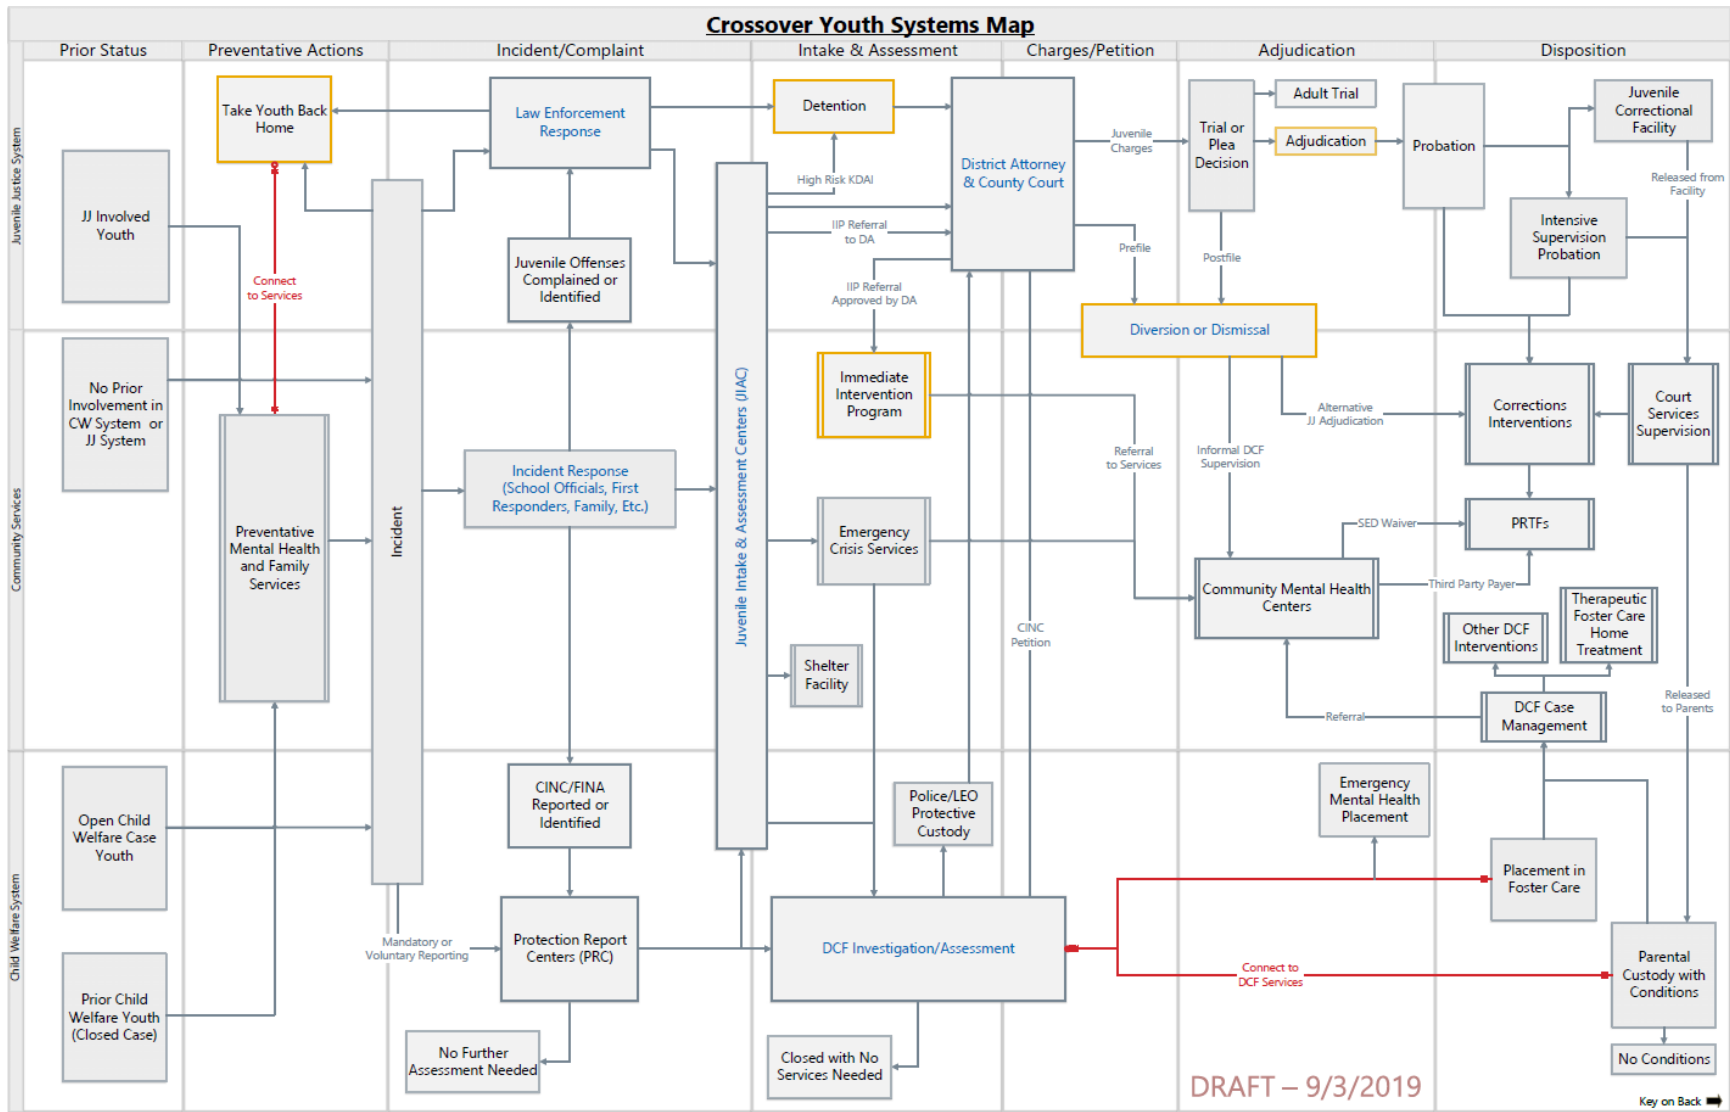 Crossover Youth Systems Map
Prior Status
Preventative Actions
Incident/Complaint
Intake & Assessment
Charges/Petition
Adjudication
Disposition
Juvenile Justice System
Community Services
Child Welfare System
JJ Involved
Youth
No Prior
Involvement in
CW System or
JJ System
Open Child
Welfare Case
Youth
Prior Child
Welfare Youth
(Closed Case)
Take Youth Back
Home
Connect
to Services
Preventative
Mental Health
and Family
Services
Incident
Mandatory or
Voluntary Reporting
Law Enforcement
Response
Juvenile Offenses
Complained or
Identified
Incident Response
(School Officials, First
Responders, Family, Etc.)
CINC/FINA
Reported or
Identified
Protection Report
Centers (PRC)
No Further
Assessment Needed
Juvenile Intake & Assessment Centers (JIAC)
Detention
High Risk KDAI
IIP Referral
to DA
IIP Referral
Approved by DA
Immediate
Intervention
Program
Emergency
Crisis Services
Shelter
Facility
Police/LEO
Protective
Custody
DCF Investigation/Assessment
Closed with No
Services Needed
District Attorney
& County Court
Juvenile
Charges
Prefile
CINC
Petition
Referral
to Services
Trial or
Plea
Decision
Adult Trial
Adjudication
Postfile
Diversion or Dismissal
Informal DCF
Supervision
Alternative
JJ Adjudication
SED Waiver
Community Mental Health
Centers
Third Party Payer
Referral
Emergency
Mental Health
Placement
Connect to
DCF Services
Probation
Juvenile
Correctional
Facility
Released from
Facility
Intensive
Supervision
Probation
Corrections
Interventions
Court
Services
Supervision
PRTFs
Other DCF
Interventions
Therapeutic
Foster Care
Home
Treatment
DCF Case
Management
Released
to Parents
Placement in
Foster Care
Parental
Custody with
Conditions
No Conditions
DRAFT – 9/3/2019
Key on Back